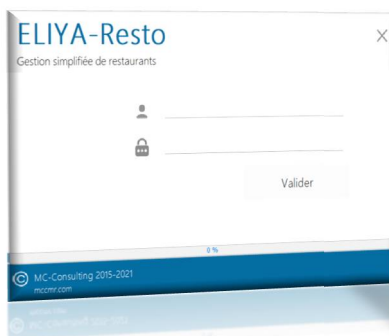 ELIYA-Resto
Gestion simplifiée de restaurants
Valider
0 %
© MC-Consulting 2015-2021
mccmr.com